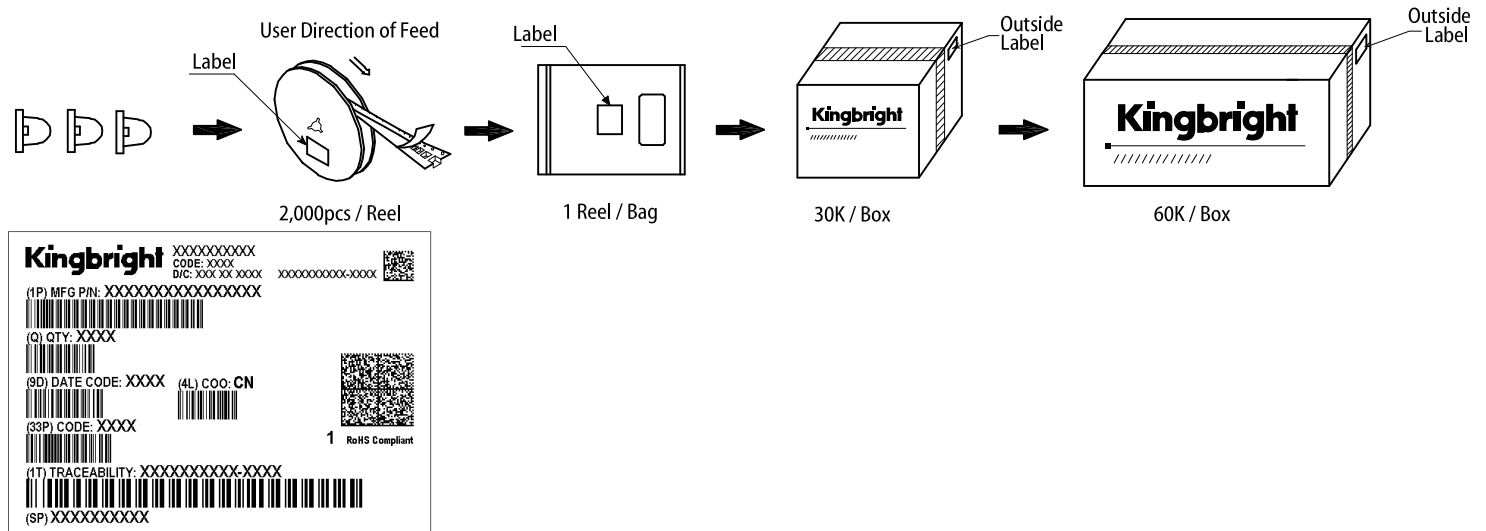 User Direction of Feed
Label
Label
Outside
Label
Outside
Label
Kingbright
Kingbright
2,000pcs / Reel
1 Reel / Bag
30K / Box
60K / Box
Kingbright
XXXXXXXXXX
CODE: XXXX
D/C: XXX XX XXXX
XXXXXXXXXX-XXXX
(1P) MFG P/N: XXXXXXXXXXXXXXXX
(Q) QTY: XXXX
(9D) DATE CODE: XXXX
(4L) COO: CN
(33P) CODE: XXXX
1 RoHS Compliant
(1T) TRACEABILITY: XXXXXXXXXX-XXXX
(SP) XXXXXXXXXX